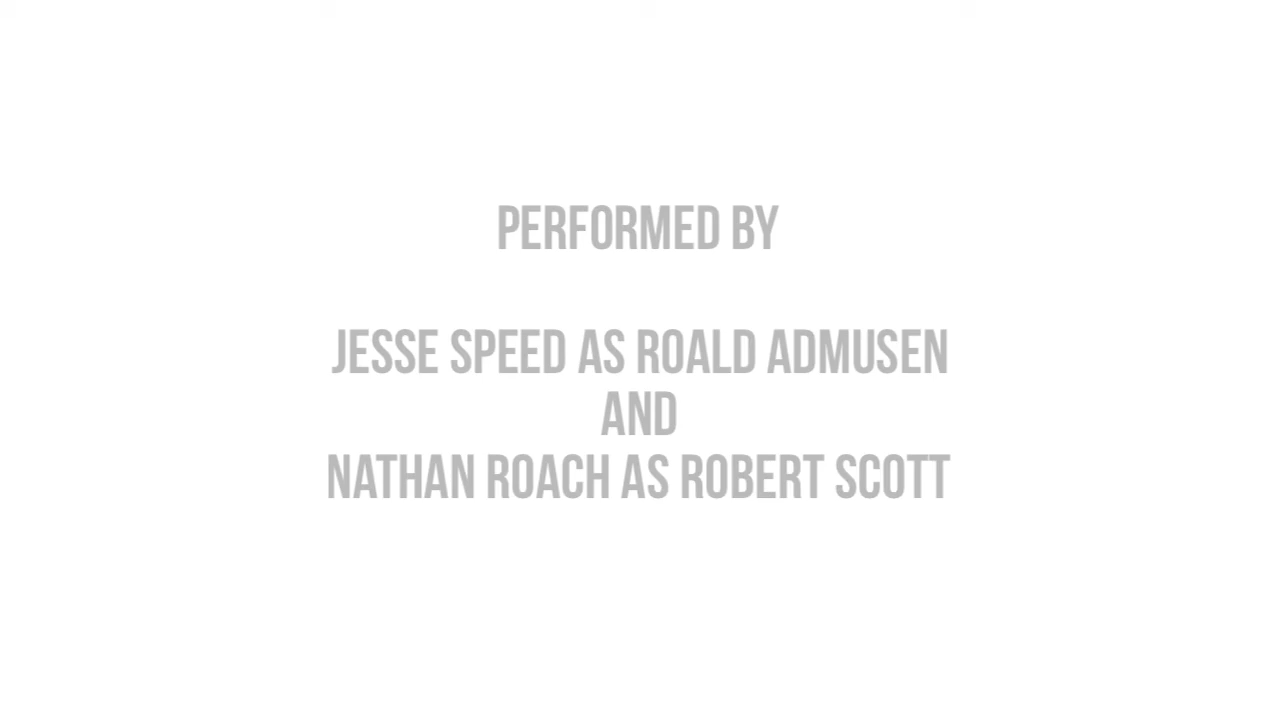 PERFORMED BY
JESSE SPEED AS ROALD ADMUSEN
AND
NATHAN ROACH AS ROBERT SCOTT